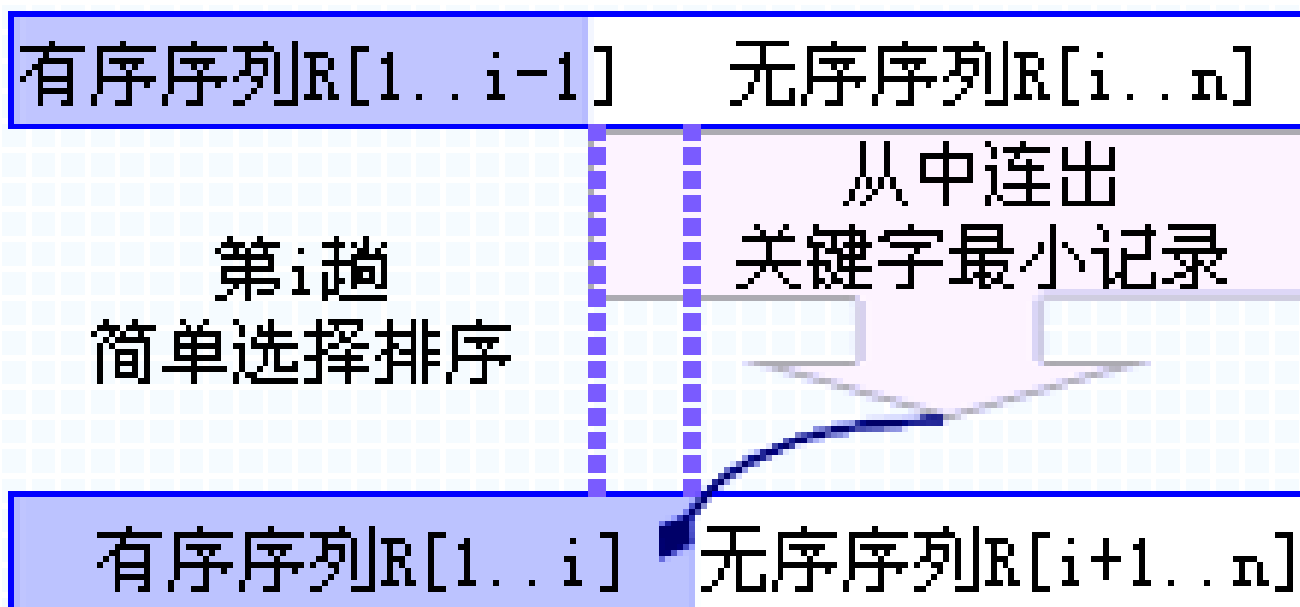 有序序列R[1..i-1]
无序序列R[i..n]
从中连出
关键字最小记录
第i趟
简单选择排序
有序序列R[1..i]
无序序列R[i+1..n]